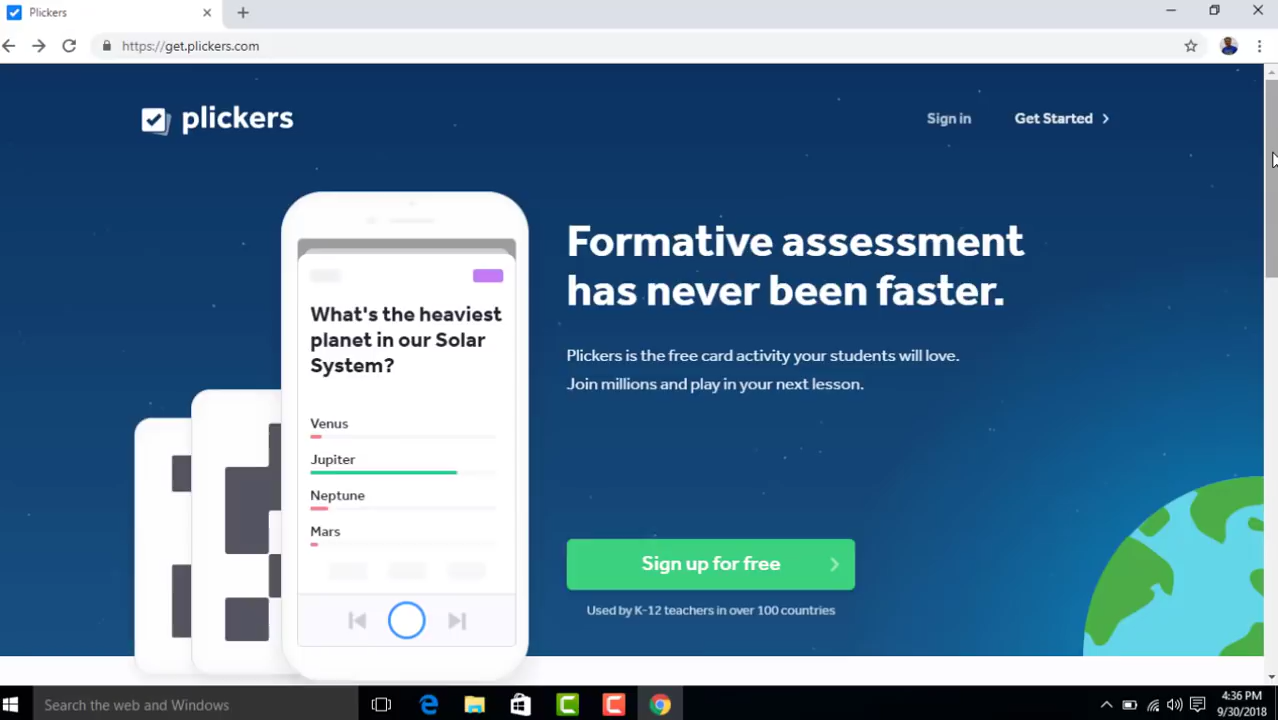 Plickers
https://get.plickers.com
plickers
Sign in
Get Started
Formative assessment
has never been faster.
Plickers is the free card activity your students will love.
Join millions and play in your next lesson.
What's the heaviest
planet in our Solar
System?
Venus
Jupiter
Neptune
Mars
Sign up for free
Used by K-12 teachers in over 100 countries
Search the web and Windows
4:36 PM
9/30/2018